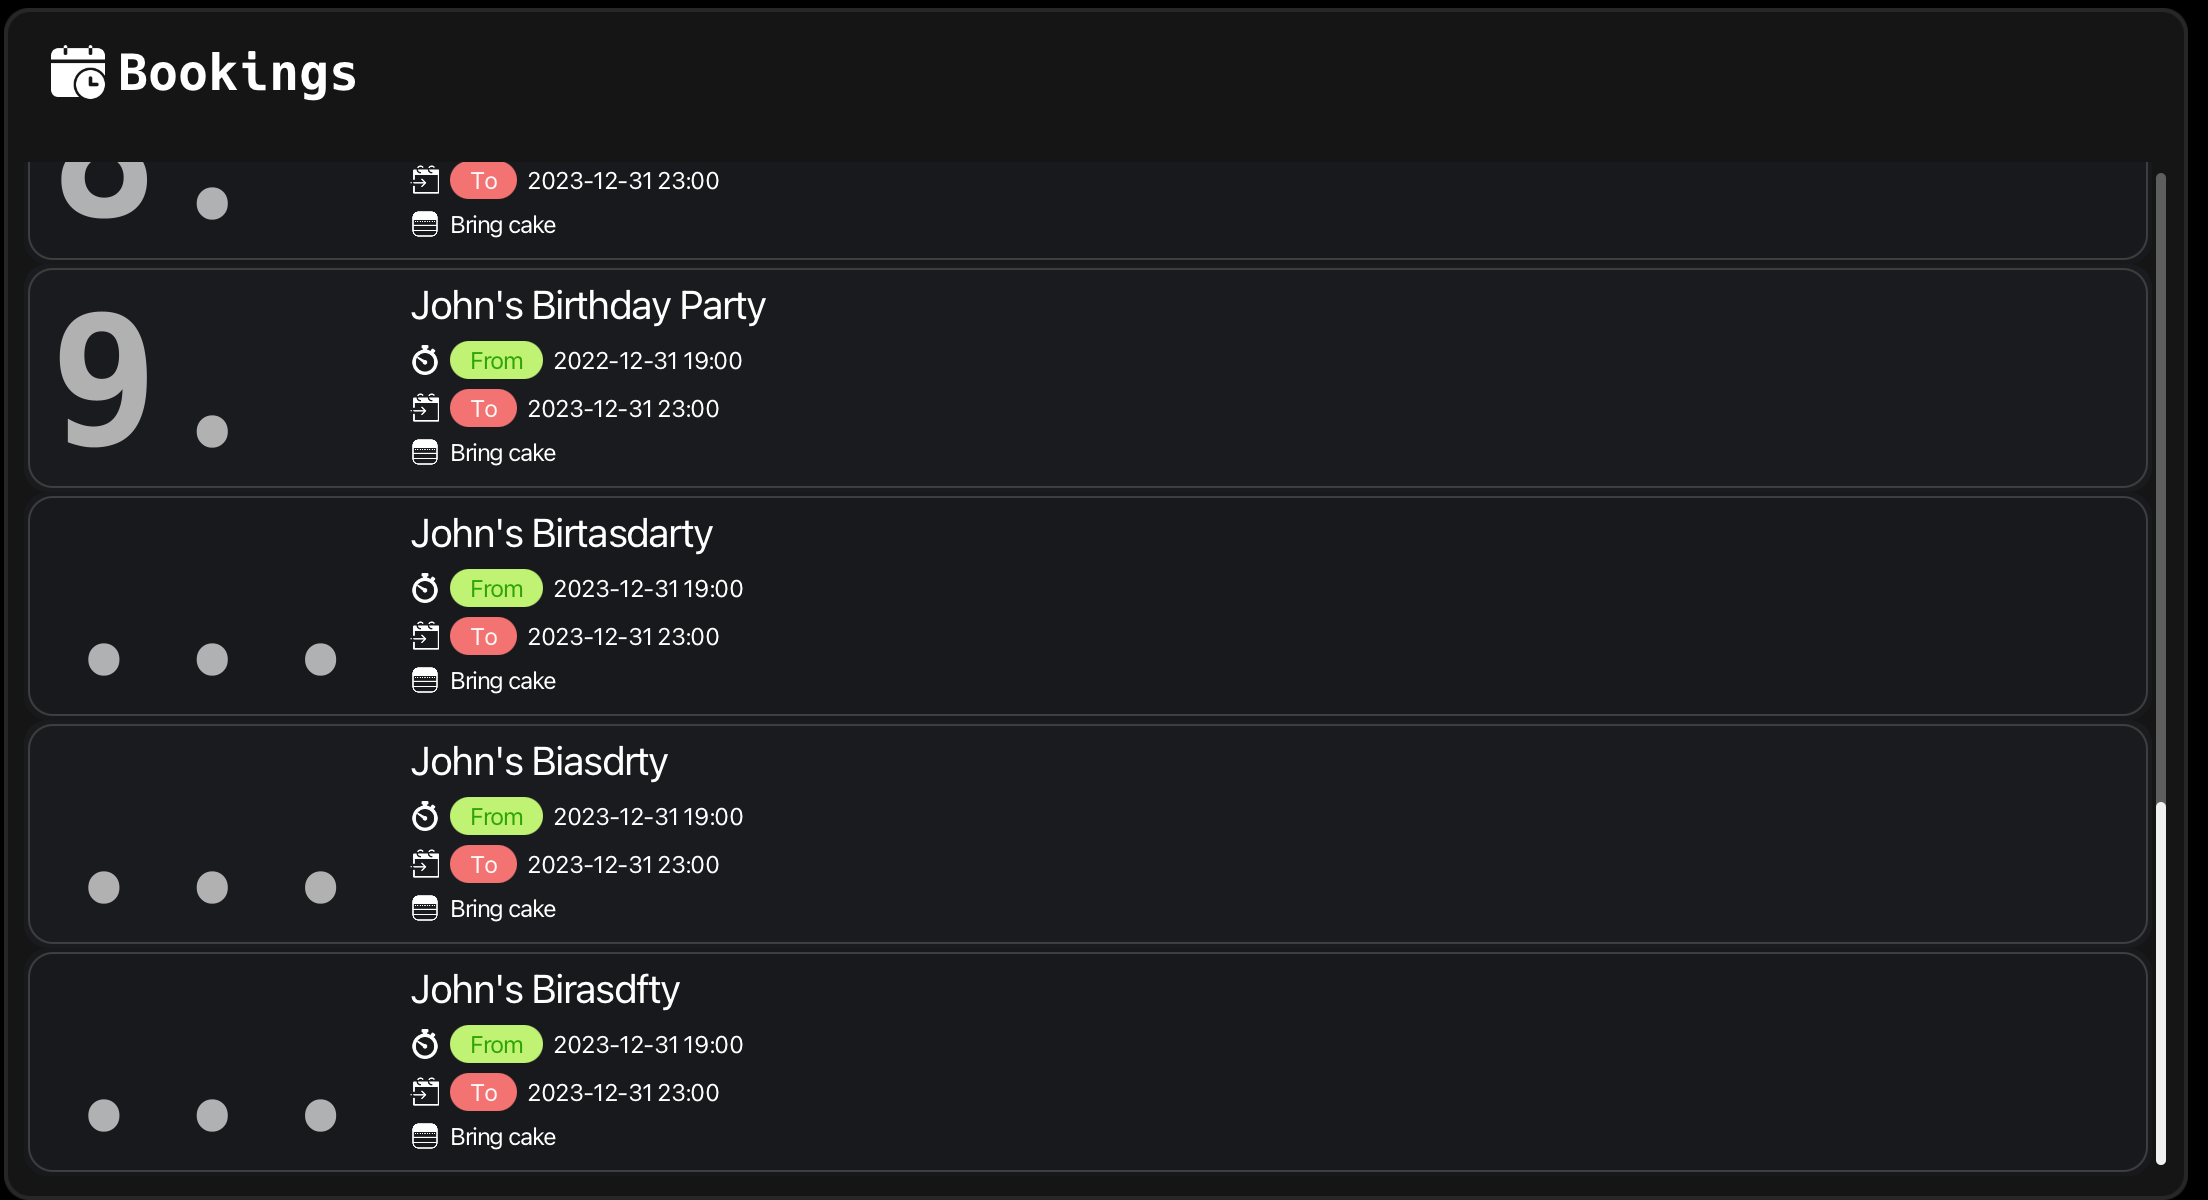 Bookings
8.
To 2023-12-31 23:00
Bring cake
9.
John's Birthday Party
From 2022-12-31 19:00
To 2023-12-31 23:00
Bring cake
...
John's Birtasdarty
From 2023-12-31 19:00
To 2023-12-31 23:00
Bring cake
...
John's Biasdrty
From 2023-12-31 19:00
To 2023-12-31 23:00
Bring cake
...
John's Birasdfty
From 2023-12-31 19:00
To 2023-12-31 23:00
Bring cake